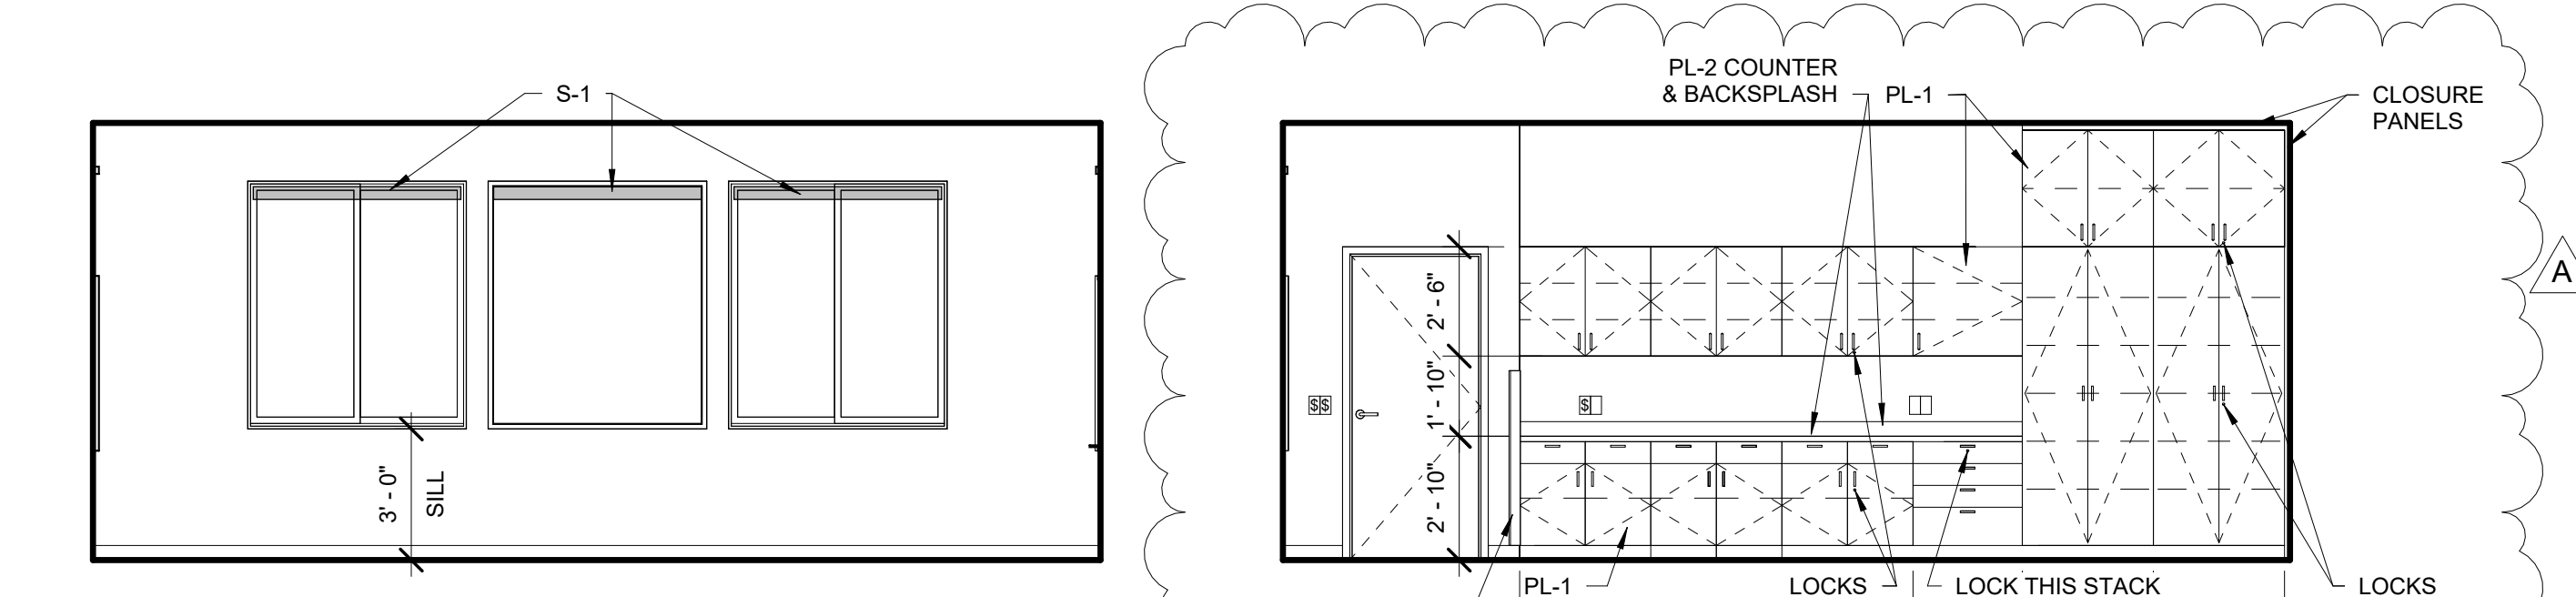 S-1
3' - 0"
SILL
PL-2 COUNTER
& BACKSPLASH
PL-1
CLOSURE
PANELS
A
2' - 6"
1' - 10"
2' - 10"
$$
$
PL-1
LOCKS
LOCK THIS STACK
LOCKS